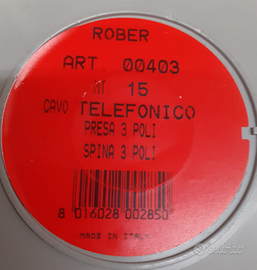 ROBER
ART. 00403
MT. 15
CAVO TELEFONICO
PRESA 3 POLI
SPINA 3 POLI
8 016028 002850
MADE IN ITALY
subito